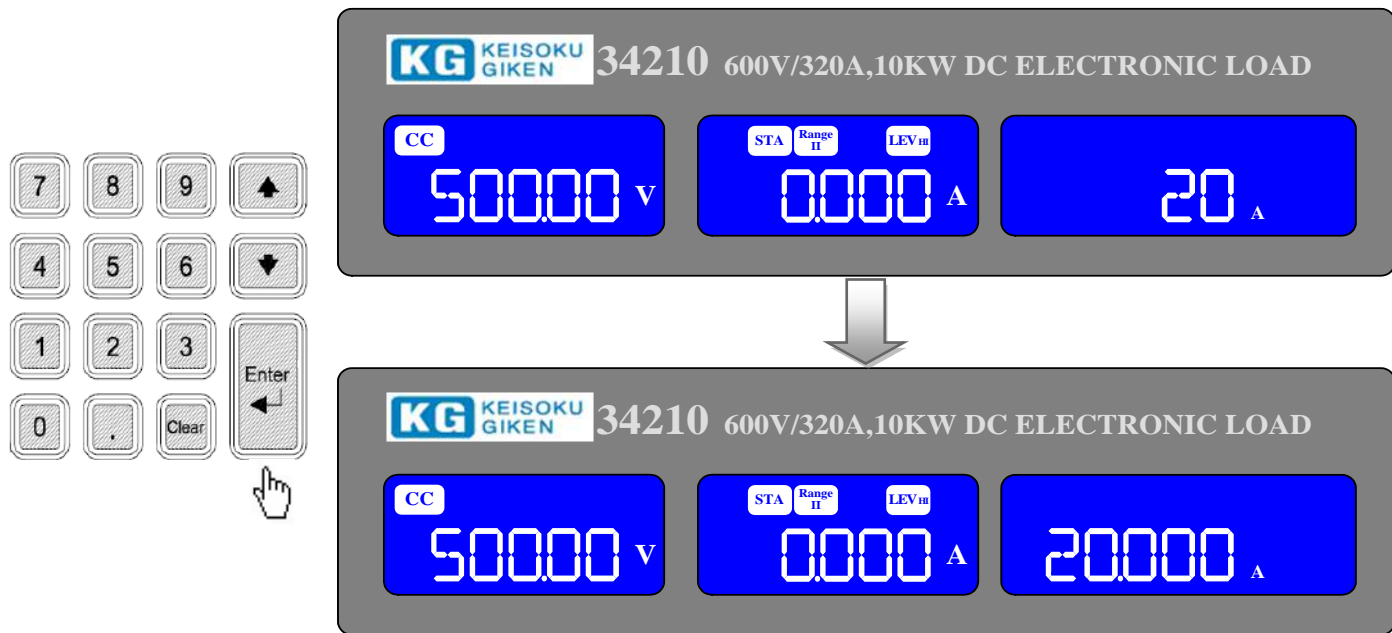 7 8 9
4 5 6
1 2 3
Enter
0 . Clear
KG KEISOKU GIKEN 34210 600V/320A,10KW DC ELECTRONIC LOAD
CC STA Range II LEV HI
500.00 V 0.000 A 20 A
KG KEISOKU GIKEN 34210 600V/320A,10KW DC ELECTRONIC LOAD
CC STA Range II LEV HI
500.00 V 0.000 A 20.000 A